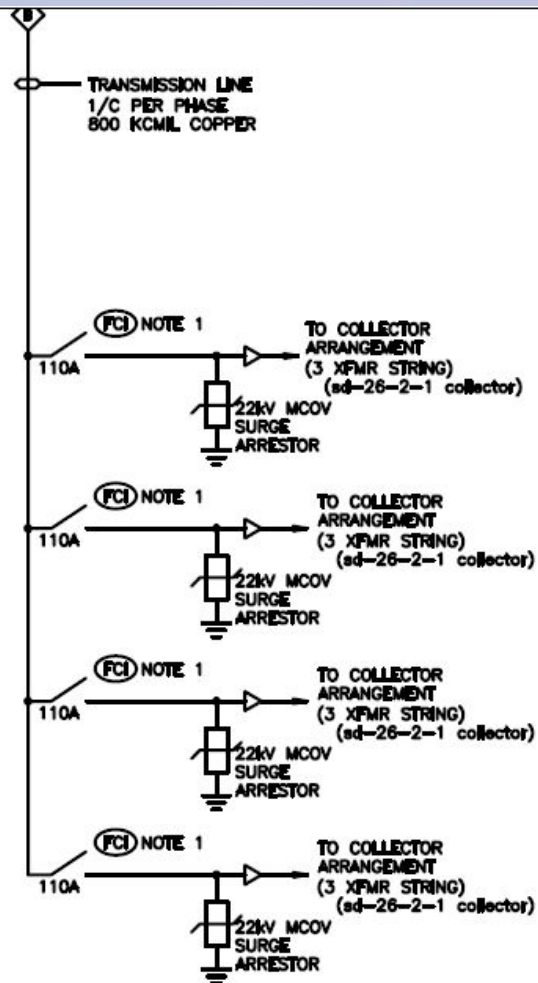 B
TRANSMISSION LINE
1/C PER PHASE
800 KCMIL COPPER
FCI NOTE 1
110A
TO COLLECTOR
ARRANGEMENT
(3 XFMR STRING)
(sd-26-2-1 collector)
22kV MCOV
SURGE
ARRESTOR
FCI NOTE 1
110A
TO COLLECTOR
ARRANGEMENT
(3 XFMR STRING)
(sd-26-2-1 collector)
22kV MCOV
SURGE
ARRESTOR
FCI NOTE 1
110A
TO COLLECTOR
ARRANGEMENT
(3 XFMR STRING)
(sd-26-2-1 collector)
22kV MCOV
SURGE
ARRESTOR
FCI NOTE 1
110A
TO COLLECTOR
ARRANGEMENT
(3 XFMR STRING)
(sd-26-2-1 collector)
22kV MCOV
SURGE
ARRESTOR